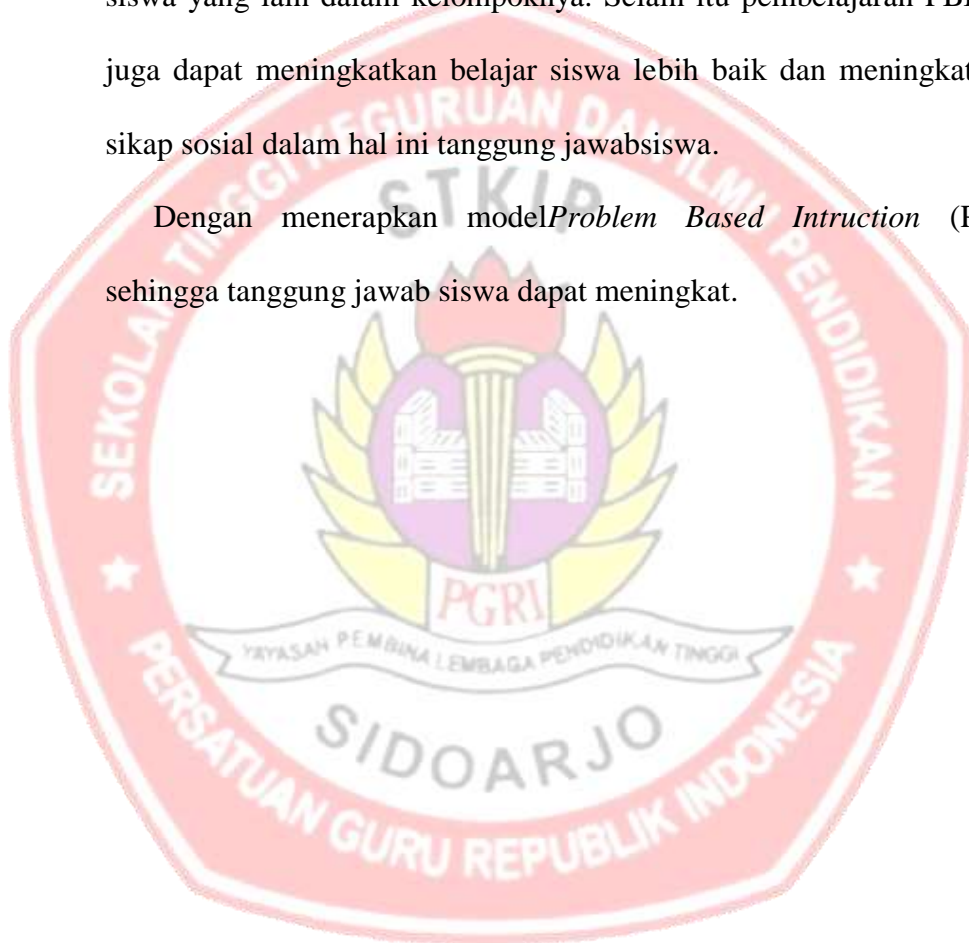 siswa yang lain dalam kelompoknya. Selain itu pembelajaran
juga dapat meningkatkan belajar siswa lebih baik dan meningkat
sikap sosial dalam hal ini tanggung jawabsiswa.
Dengan menerapkan modelProblem Based Intruction (P
sehingga tanggung jawab siswa dapat meningkat.
SEKOLAH TINGGI KEGURUAN DAN ILMU PENDIDIKAN
STKIP
PGRI
YAYASAN PEMBINA LEMBAGA PENDIDIKAN TINGGI
SIDOARJO
PERSATUAN GURU REPUBLIK INDONESIA